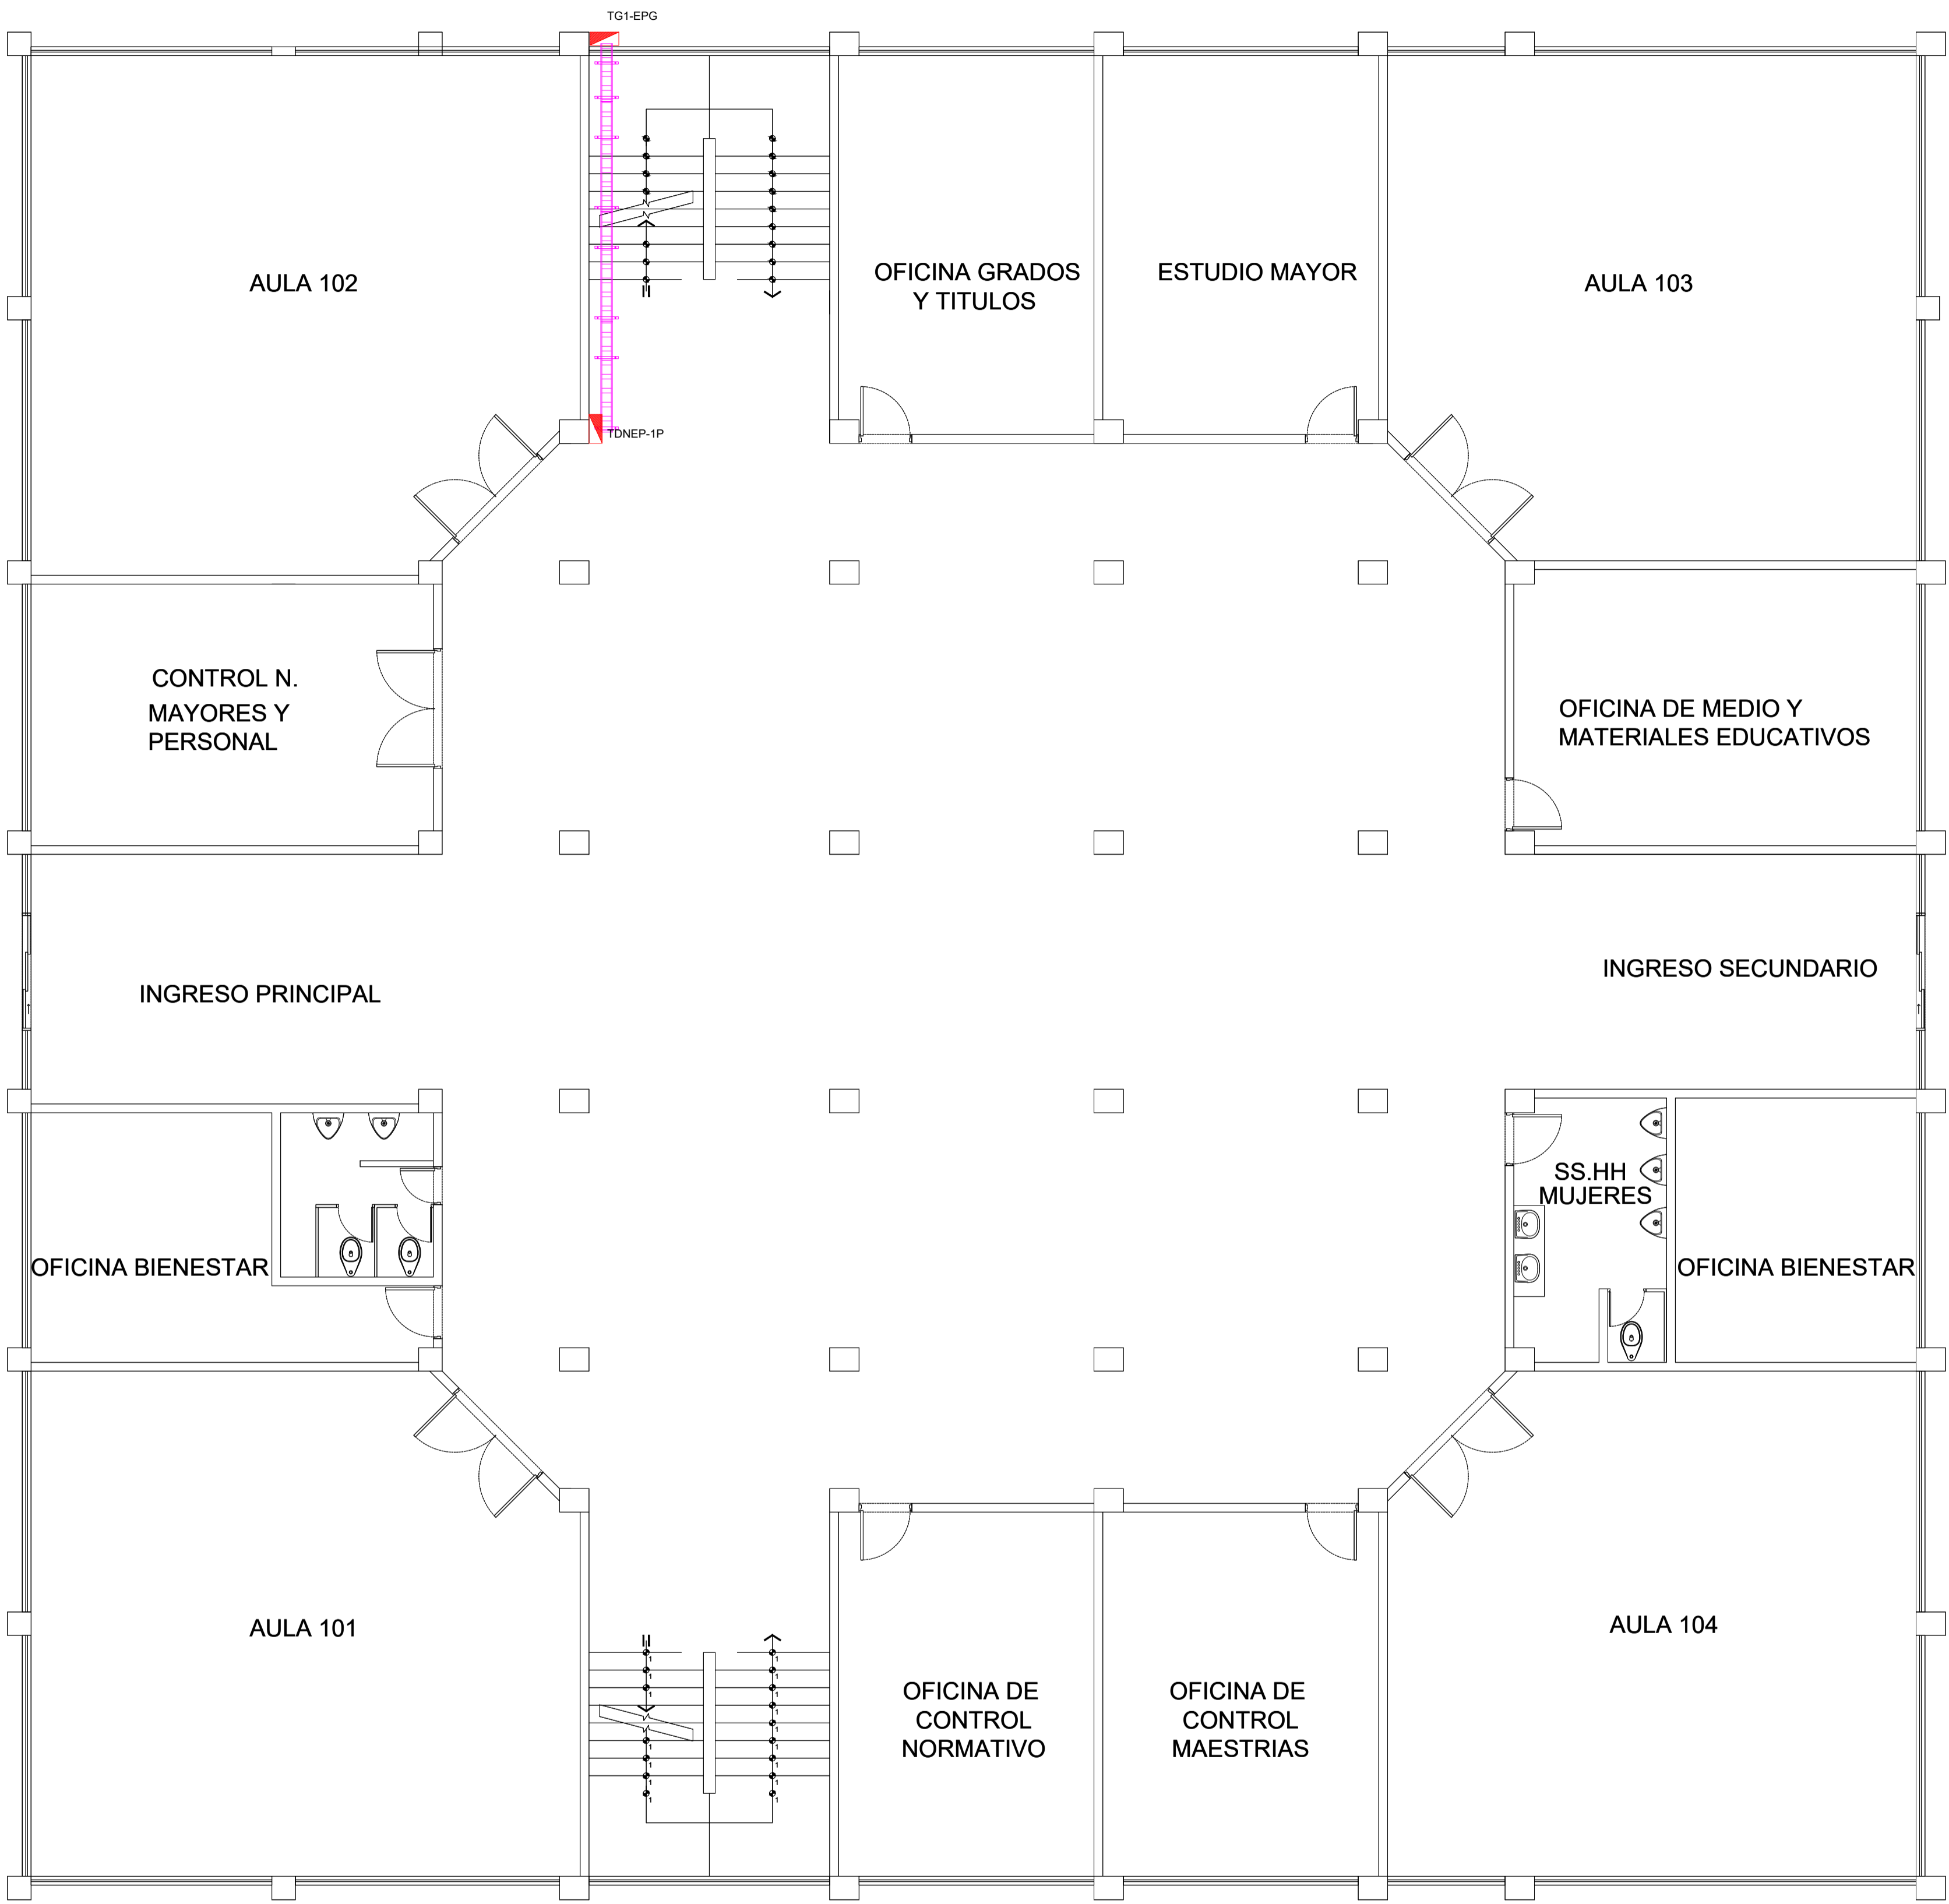 TG1-EPG
AULA 102
OFICINA GRADOS
Y TITULOS
ESTUDIO MAYOR
AULA 103
TDNEP-1P
CONTROL N.
MAYORES Y
PERSONAL
OFICINA DE MEDIO Y
MATERIALES EDUCATIVOS
INGRESO PRINCIPAL
INGRESO SECUNDARIO
SS.HH
MUJERES
OFICINA BIENESTAR
OFICINA BIENESTAR
AULA 101
AULA 104
OFICINA DE
CONTROL
NORMATIVO
OFICINA DE
CONTROL
MAESTRIAS